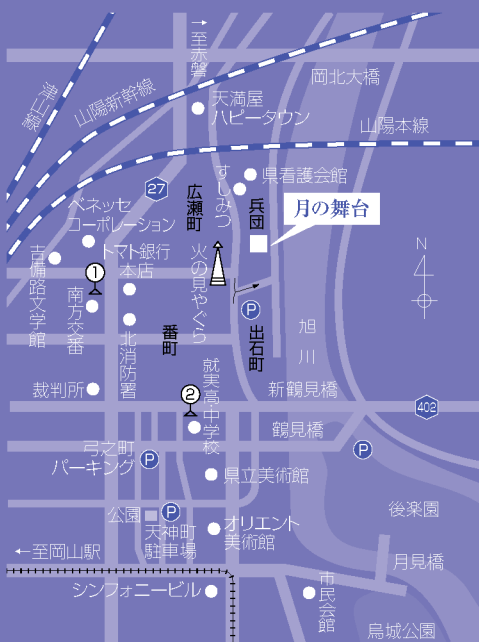 →至赤磐
岡北大橋
津山線
山陽新幹線
天満屋
ハピータウン
山陽本線
すしみつ
県看護会館
27
広瀬町
兵団
月の舞台
ベネッセ
コーポレーション
吉備路文学館
トマト銀行
本店
火の見やぐら
N
1
南方交番
北消防署
番町
P
出石町
旭川
裁判所
2
就実高中学校
新鶴見橋
402
鶴見橋
弓之町
パーキング
P
P
県立美術館
公園
P
天神町
駐車場
オリエント
美術館
後楽園
←至岡山駅
月見橋
シンフォニービル
市民会館
烏城公園